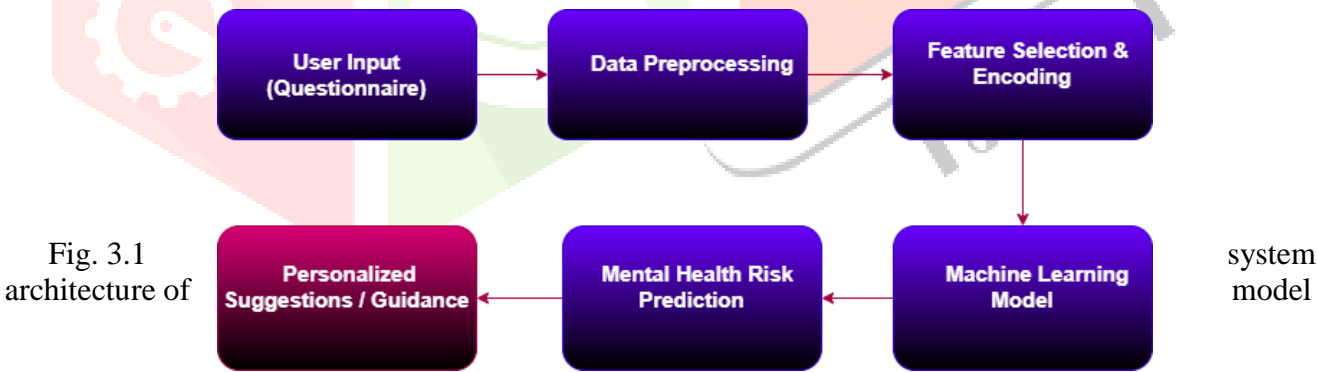 User Input
(Questionnaire)
Data Preprocessing
Feature Selection &
Encoding
Fig. 3.1 system
architecture of model
Personalized
Suggestions / Guidance
Mental Health Risk
Prediction
Machine Learning
Model